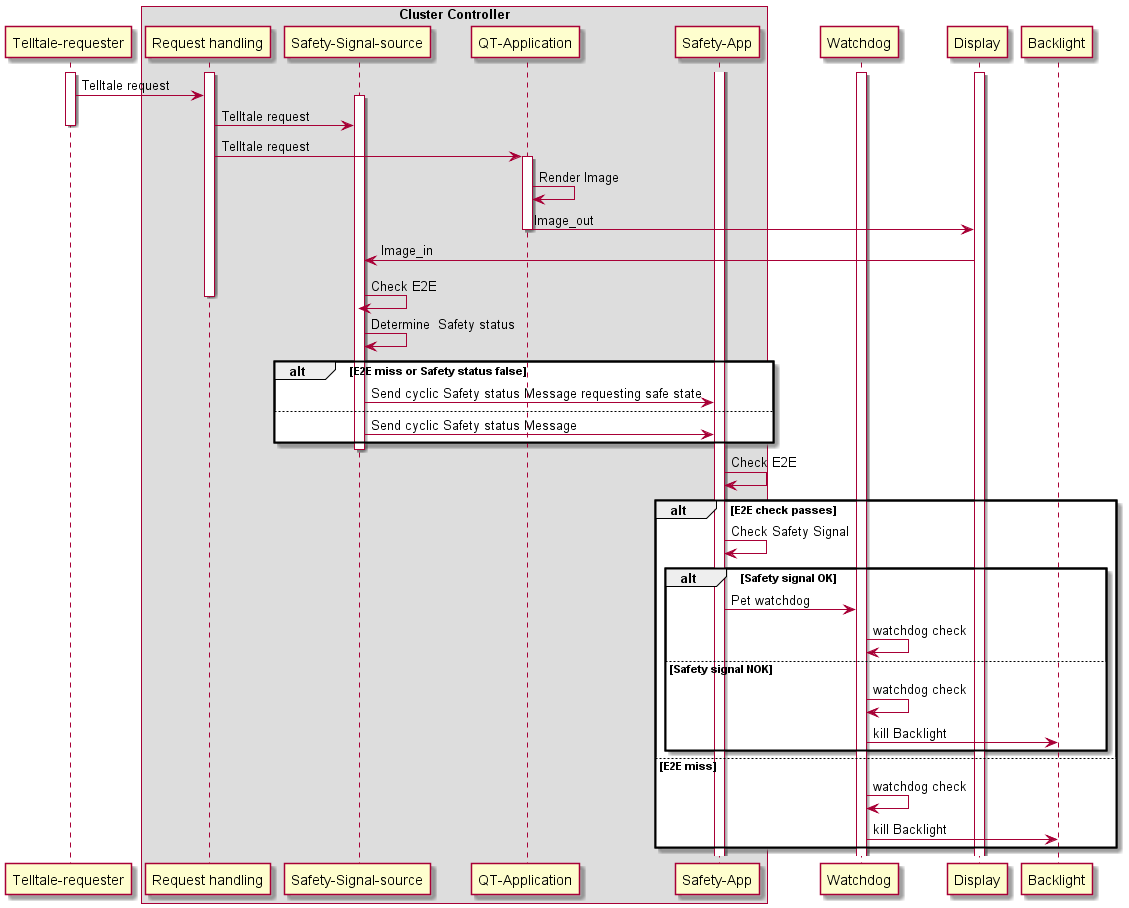 Cluster Controller
Telltale-requester
Request handling
Safety-Signal-source
QT-Application
Safety-App
Watchdog
Display
Backlight
Telltale request
Telltale request
Telltale request
Render Image
Image_out
Image_in
Check E2E
Determine  Safety status
alt
[E2E miss or Safety status false]
Send cyclic Safety status Message requesting safe state
Send cyclic Safety status Message
Check E2E
alt
[E2E check passes]
Check Safety Signal
alt
[Safety signal OK]
Pet watchdog
watchdog check
[Safety signal NOK]
watchdog check
kill Backlight
[E2E miss]
watchdog check
kill Backlight
Telltale-requester
Request handling
Safety-Signal-source
QT-Application
Safety-App
Watchdog
Display
Backlight